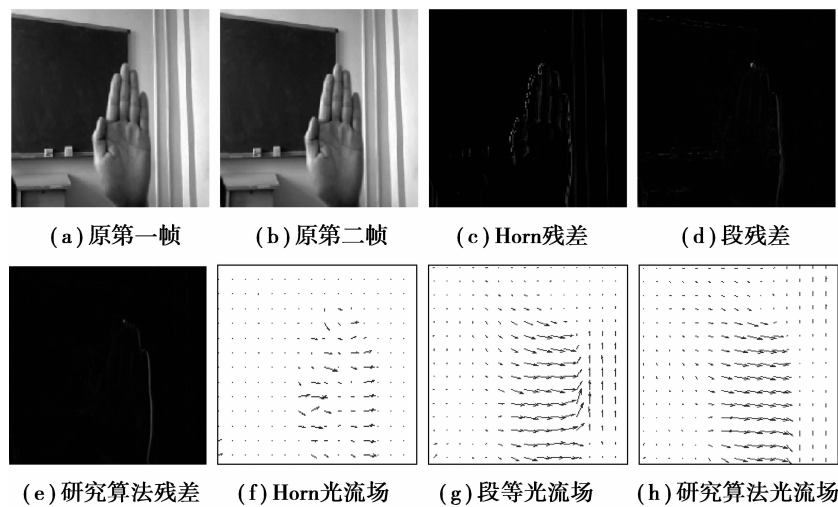 (a)原第一帧
(b)原第二帧
(c)Horn残差
(d)段残差
(e)研究算法残差
(f)Horn光流场
(g)段等光流场
(h)研究算法光流场